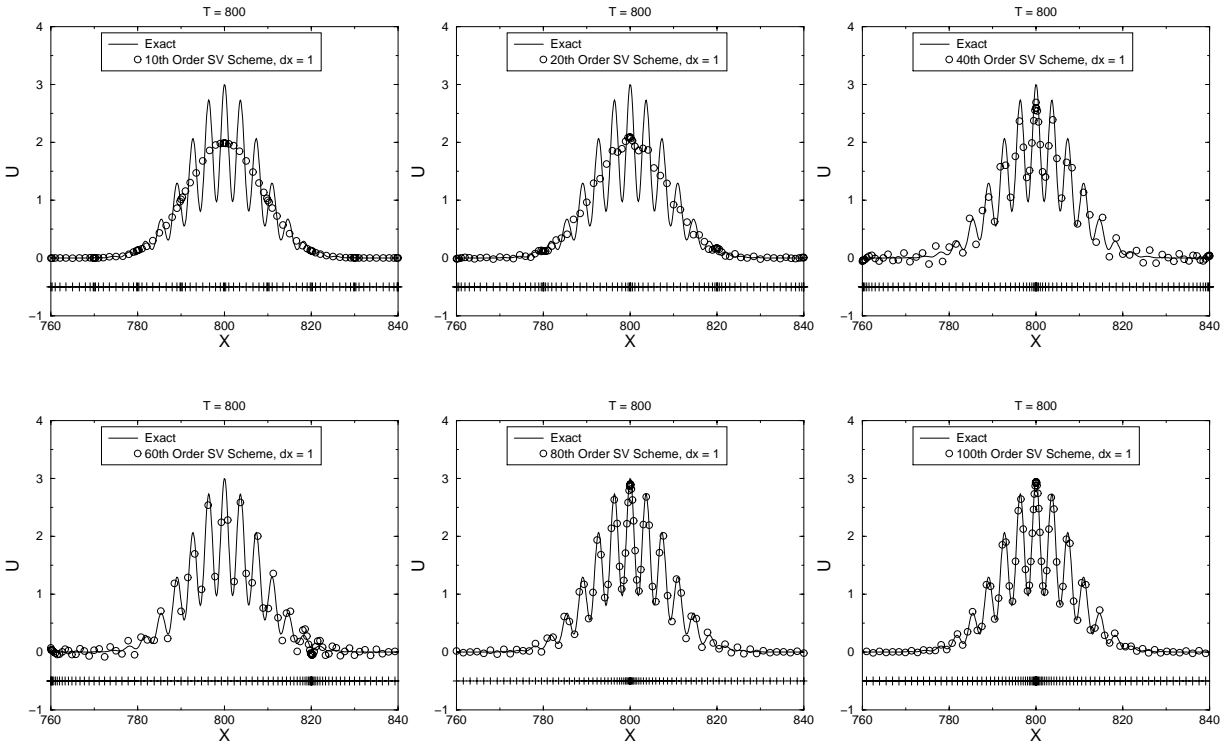 T = 800
4
3
2
1
0
−1
U
Exact
10th Order SV Scheme, dx = 1
760
780
800
820
840
X
T = 800
4
3
2
1
0
−1
U
Exact
20th Order SV Scheme, dx = 1
760
780
800
820
840
X
T = 800
4
3
2
1
0
−1
U
Exact
40th Order SV Scheme, dx = 1
760
780
800
820
840
X
T = 800
4
3
2
1
0
−1
U
Exact
60th Order SV Scheme, dx = 1
760
780
800
820
840
X
T = 800
4
3
2
1
0
−1
U
Exact
80th Order SV Scheme, dx = 1
760
780
800
820
840
X
T = 800
4
3
2
1
0
−1
U
Exact
100th Order SV Scheme, dx = 1
760
780
800
820
840
X